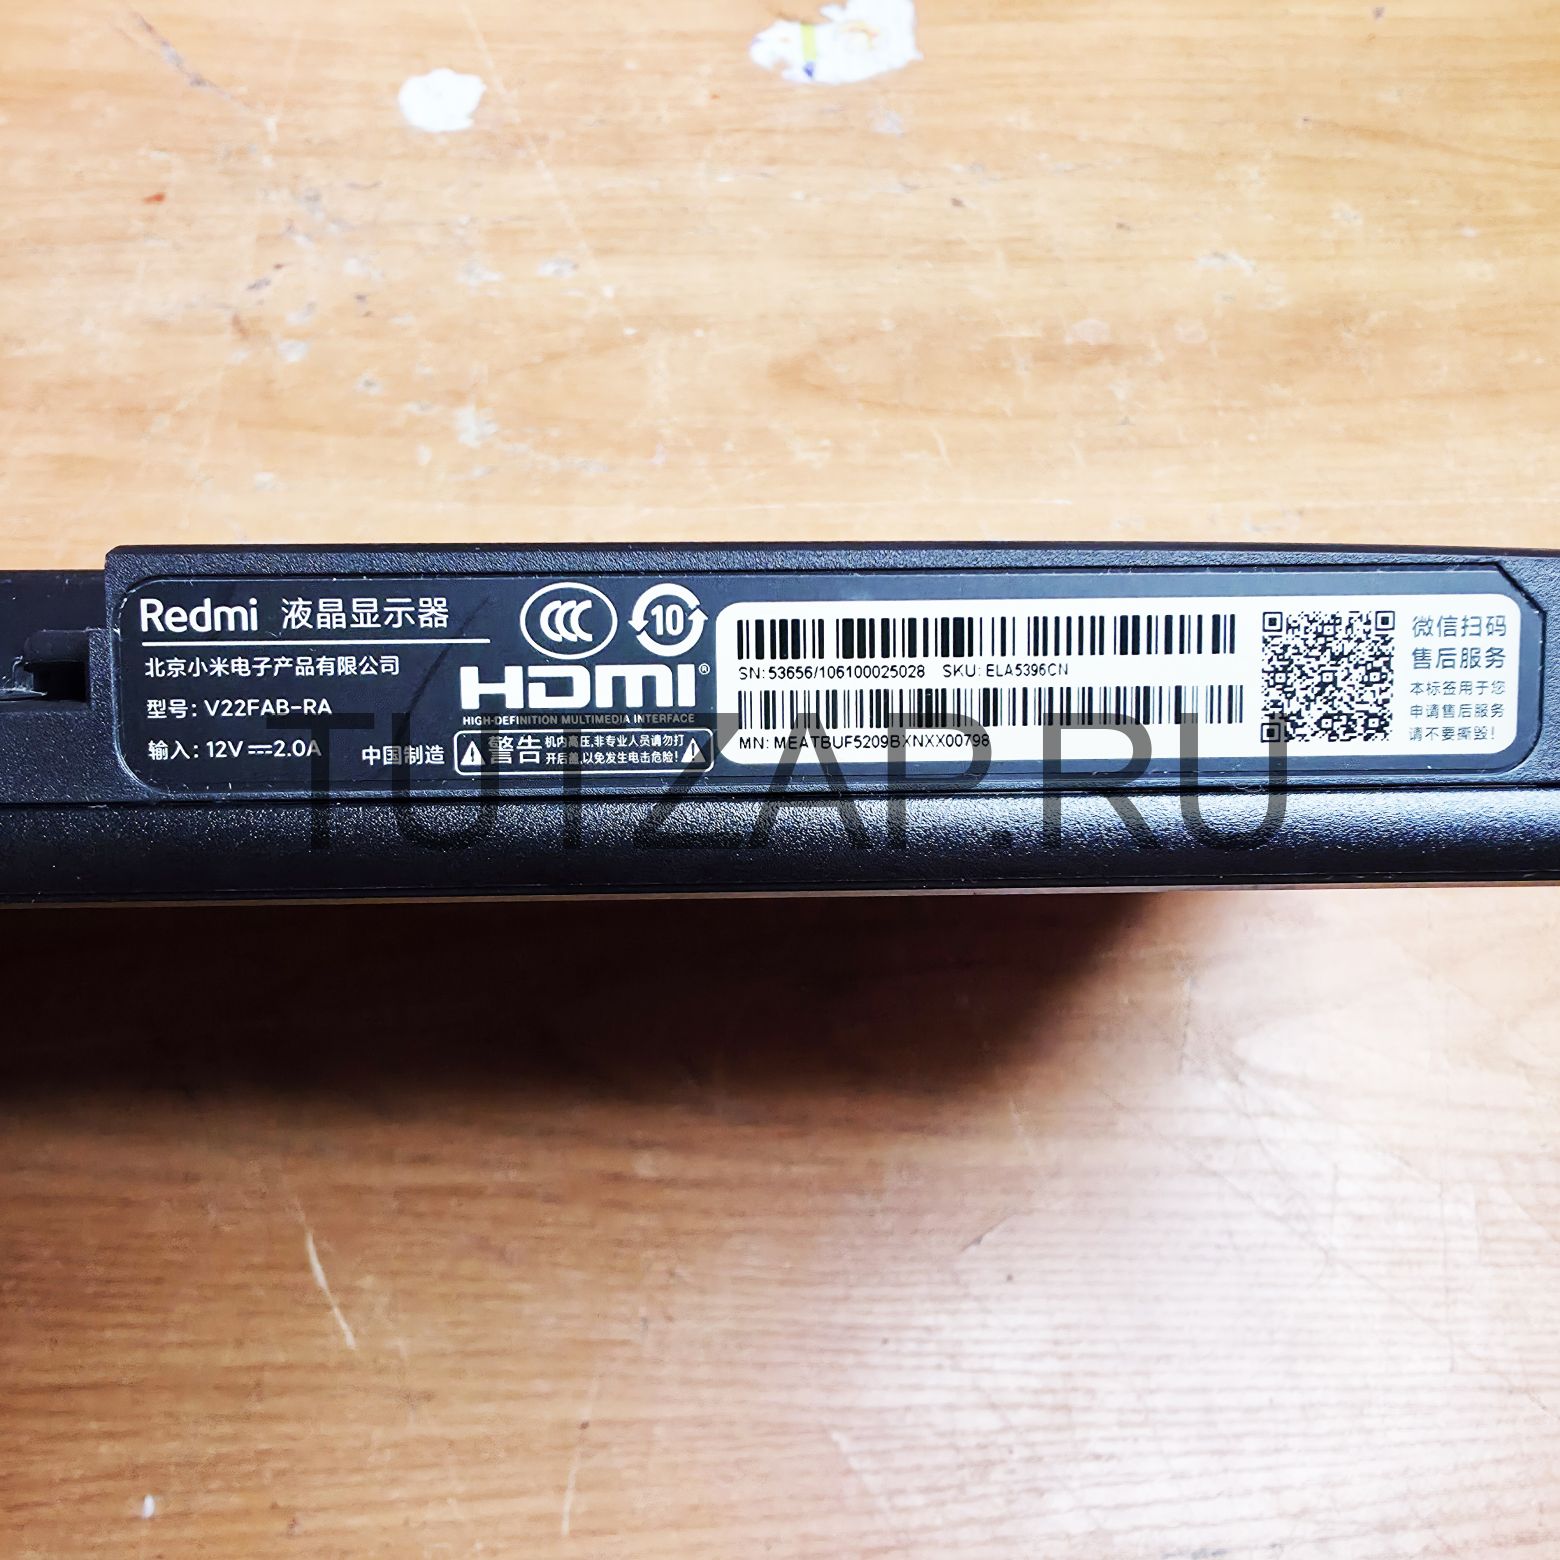 Redmi 液晶显示器
北京小米电子产品有限公司
型号: V22FAB-RA
输入: 12V⎓2.0A
中国制造
CCC
10
HDMI®
HIGH-DEFINITION MULTIMEDIA INTERFACE
警告 机内高压,非专业人员请勿打
开后盖,以免发生电击危险!
SN: 53656/106100025028 SKU: ELA5396CN
MN: MEATBUF5209BXNXX00798
微信扫码
售后服务
本标签用于您
申请售后服务
请不要撕毁!
TUTZAP.RU